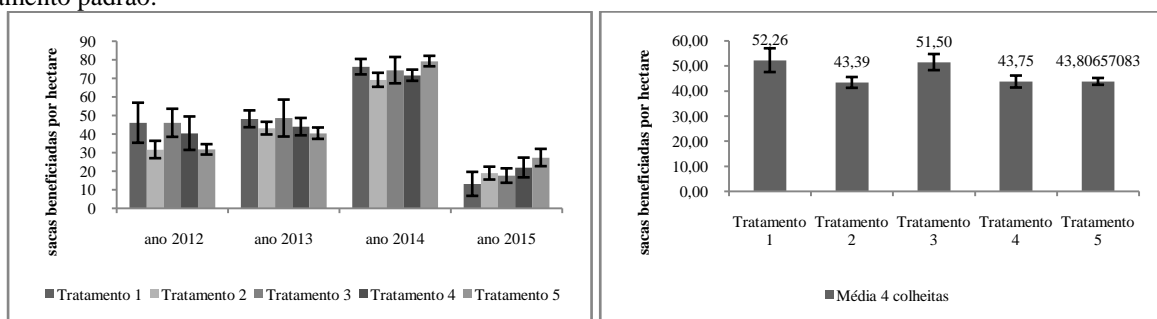 amento padrão.
90
80
70
60
50
40
30
20
10
0
sacas beneficiadas por hectare
ano 2012 ano 2013 ano 2014 ano 2015
Tratamento 1 Tratamento 2 Tratamento 3 Tratamento 4 Tratamento 5
60,00
50,00
40,00
30,00
20,00
10,00
0,00
sacas beneficiadas por hectare
52,26 43,39 51,50 43,75 43,80657083
Tratamento Tratamento Tratamento Tratamento Tratamento
1 2 3 4 5
Média 4 colheitas